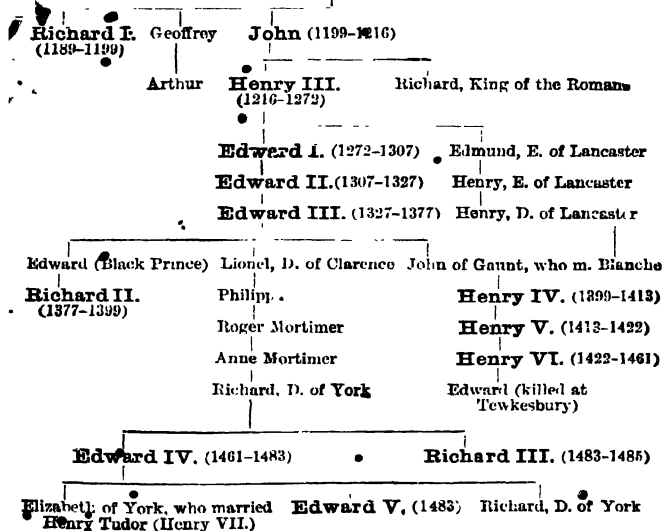 Richard I. Geoffrey John (1199-1216)
(1189-1199)
Arthur Henry III. Richard, King of the Romans
(1216-1272)
Edward I. (1272-1307) Edmund, E. of Lancaster
Edward II. (1307-1327) Henry, E. of Lancaster
Edward III. (1327-1377) Henry, D. of Lancaster
Edward (Black Prince) Lionel, D. of Clarence John of Gaunt, who m. Blanche
Richard II. Philippa Henry IV. (1399-1413)
(1377-1399)
Roger Mortimer Henry V. (1413-1422)
Anne Mortimer Henry VI. (1422-1461)
Richard, D. of York Edward (killed at
Tewkesbury)
Edward IV. (1461-1483) Richard III. (1483-1485)
Elizabeth of York, who married Edward V. (1483) Richard, D. of York
Henry Tudor (Henry VII.)